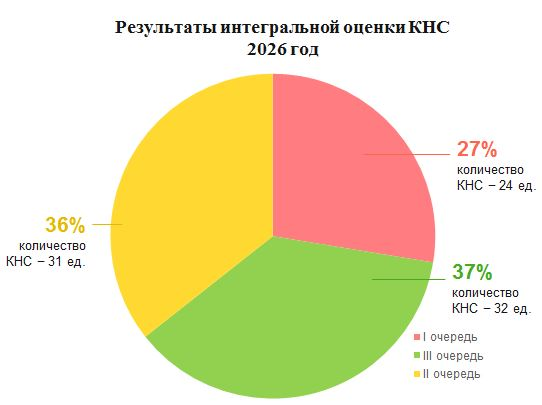 Результаты интегральной оценки КНС
2026 год
27%
количество
КНС – 24 ед.
36%
количество
КНС – 31 ед.
37%
количество
КНС – 32 ед.
I очередь
III очередь
II очередь